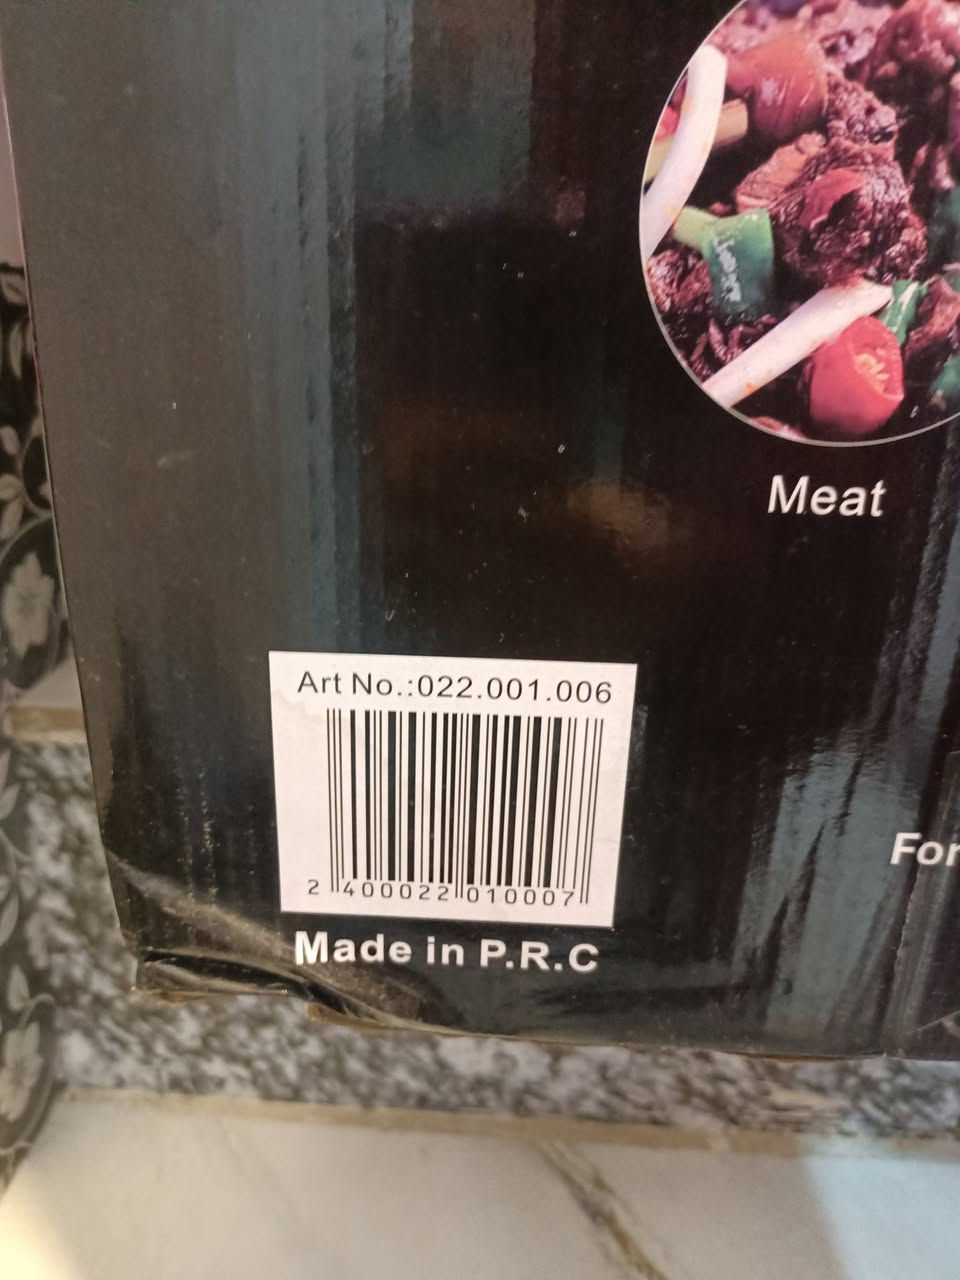 Meat
Art No.:022.001.006
For
2 400022 010007
Made in P.R.C